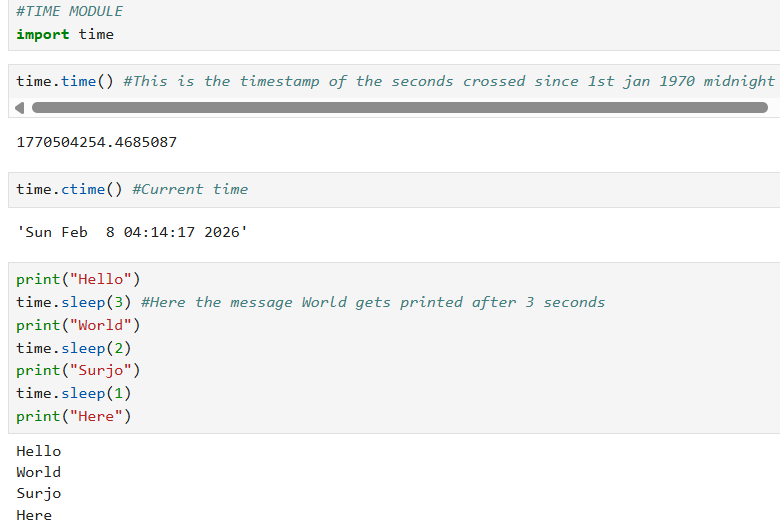 #TIME MODULE
import time
time.time() #This is the timestamp of the seconds crossed since 1st jan 1970 midnight
1770504254.4685087
time.ctime() #Current time
'Sun Feb  8 04:14:17 2026'
print("Hello")
time.sleep(3) #Here the message World gets printed after 3 seconds
print("World")
time.sleep(2)
print("Surjo")
time.sleep(1)
print("Here")
Hello
World
Surjo
Here